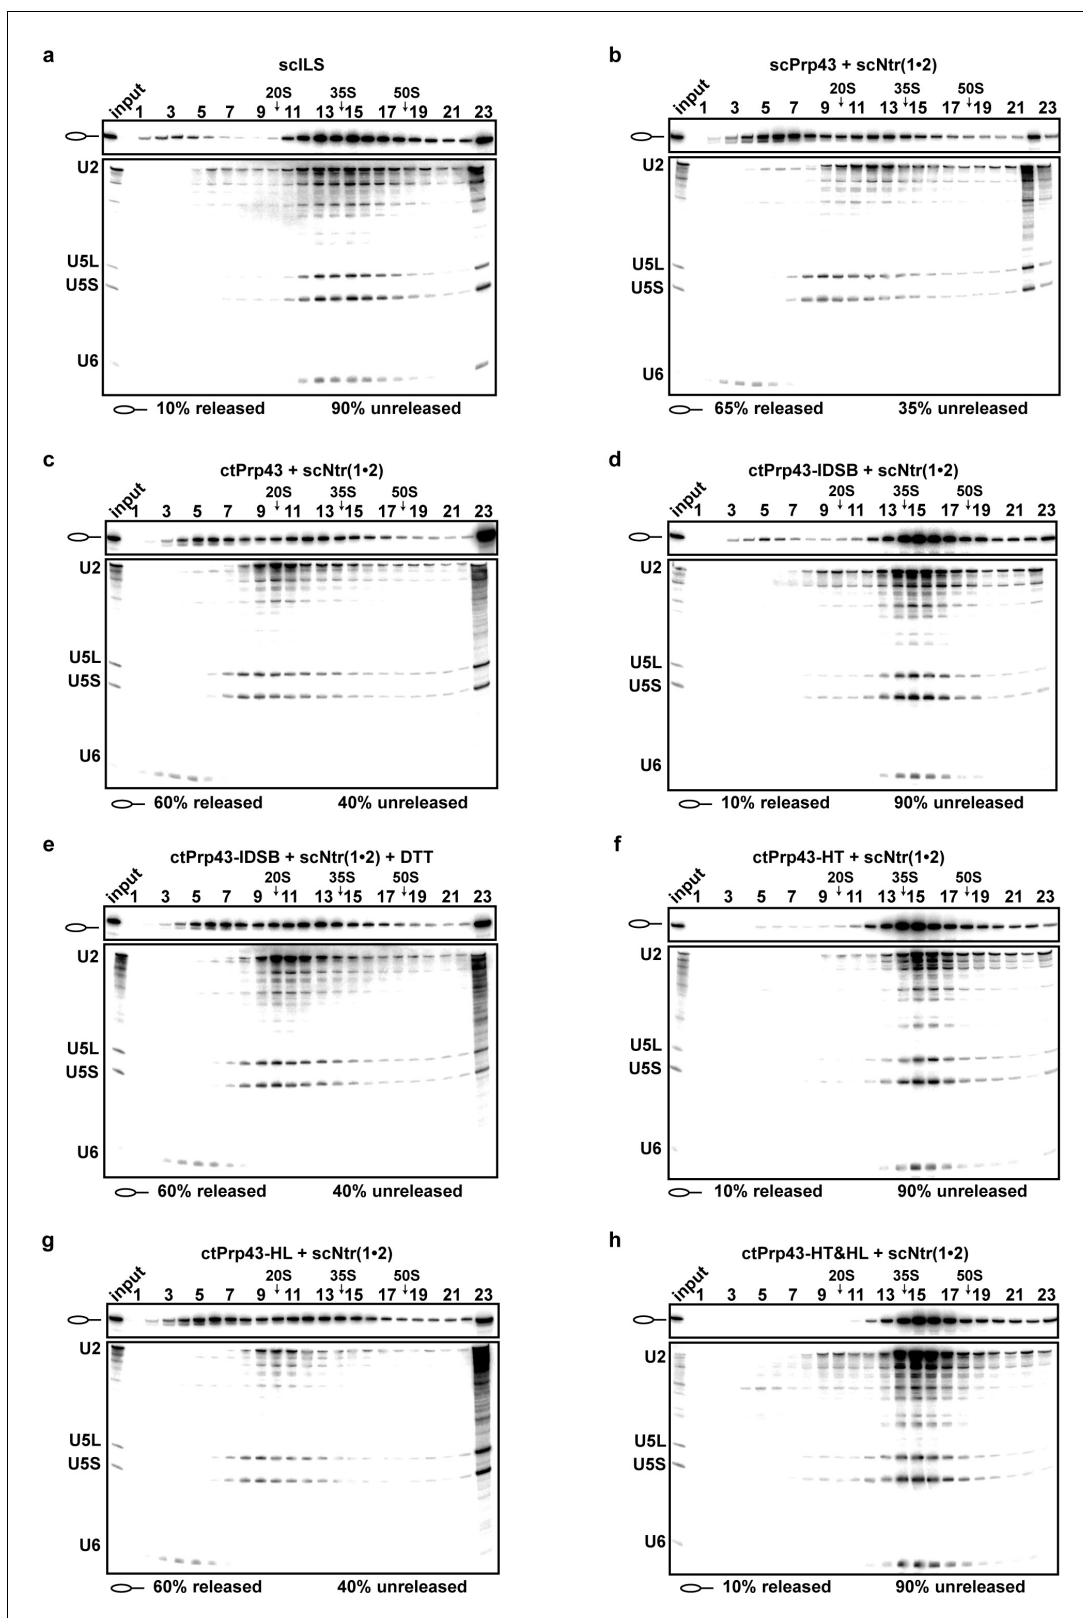 a
scILS
20S 35S 50S
input 1 3 5 7 9 11 13 15 17 19 21 23
U2
U5L
U5S
U6
10% released 90% unreleased
b
scPrp43 + scNtr(1•2)
20S 35S 50S
input 1 3 5 7 9 11 13 15 17 19 21 23
U2
U5L
U5S
U6
65% released 35% unreleased
c
ctPrp43 + scNtr(1•2)
20S 35S 50S
input 1 3 5 7 9 11 13 15 17 19 21 23
U2
U5L
U5S
U6
60% released 40% unreleased
d
ctPrp43-IDSB + scNtr(1•2)
20S 35S 50S
input 1 3 5 7 9 11 13 15 17 19 21 23
U2
U5L
U5S
U6
10% released 90% unreleased
e
ctPrp43-IDSB + scNtr(1•2) + DTT
20S 35S 50S
input 1 3 5 7 9 11 13 15 17 19 21 23
U2
U5L
U5S
U6
60% released 40% unreleased
f
ctPrp43-HT + scNtr(1•2)
20S 35S 50S
input 1 3 5 7 9 11 13 15 17 19 21 23
U2
U5L
U5S
U6
10% released 90% unreleased
g
ctPrp43-HL + scNtr(1•2)
20S 35S 50S
input 1 3 5 7 9 11 13 15 17 19 21 23
U2
U5L
U5S
U6
60% released 40% unreleased
h
ctPrp43-HT&HL + scNtr(1•2)
20S 35S 50S
input 1 3 5 7 9 11 13 15 17 19 21 23
U2
U5L
U5S
U6
10% released 90% unreleased